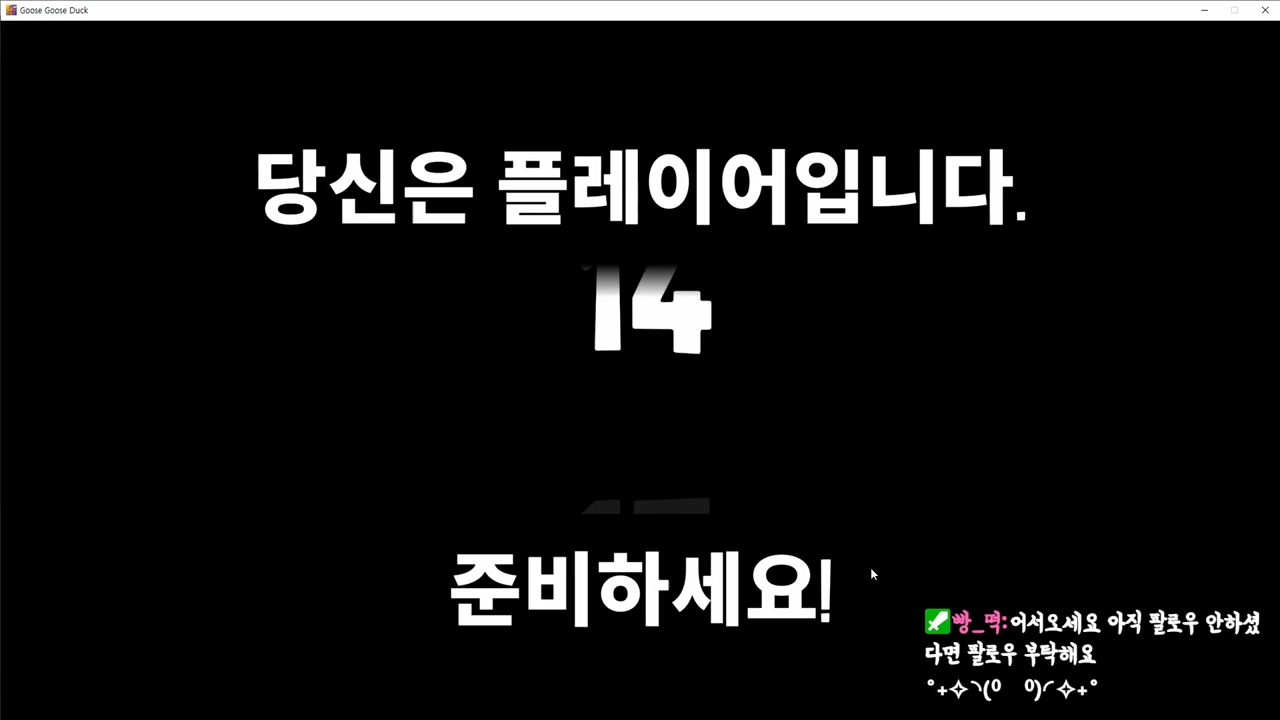 Goose Goose Duck
당신은 플레이어입니다.
14
준비하세요!
빵_떡:어서오세요 아직 팔로우 안하셨
다면 팔로우 부탁해요
°+✧◝(⁰ ⁰)◜✧+°